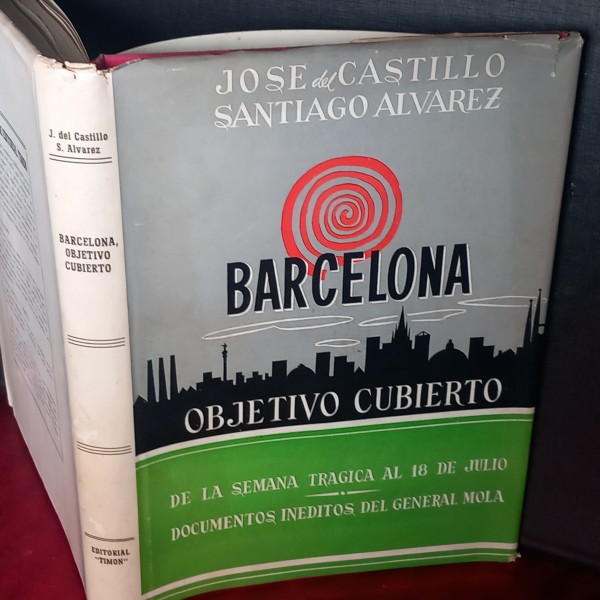 J. del Castillo
S. Alvarez
BARCELONA,
OBJETIVO
CUBIERTO
EDITORIAL
"TIMON"
JOSE del CASTILLO
SANTIAGO ALVAREZ
BARCELONA
OBJETIVO CUBIERTO
DE LA SEMANA TRAGICA AL 18 DE JULIO
DOCUMENTOS INEDITOS DEL GENERAL MOLA